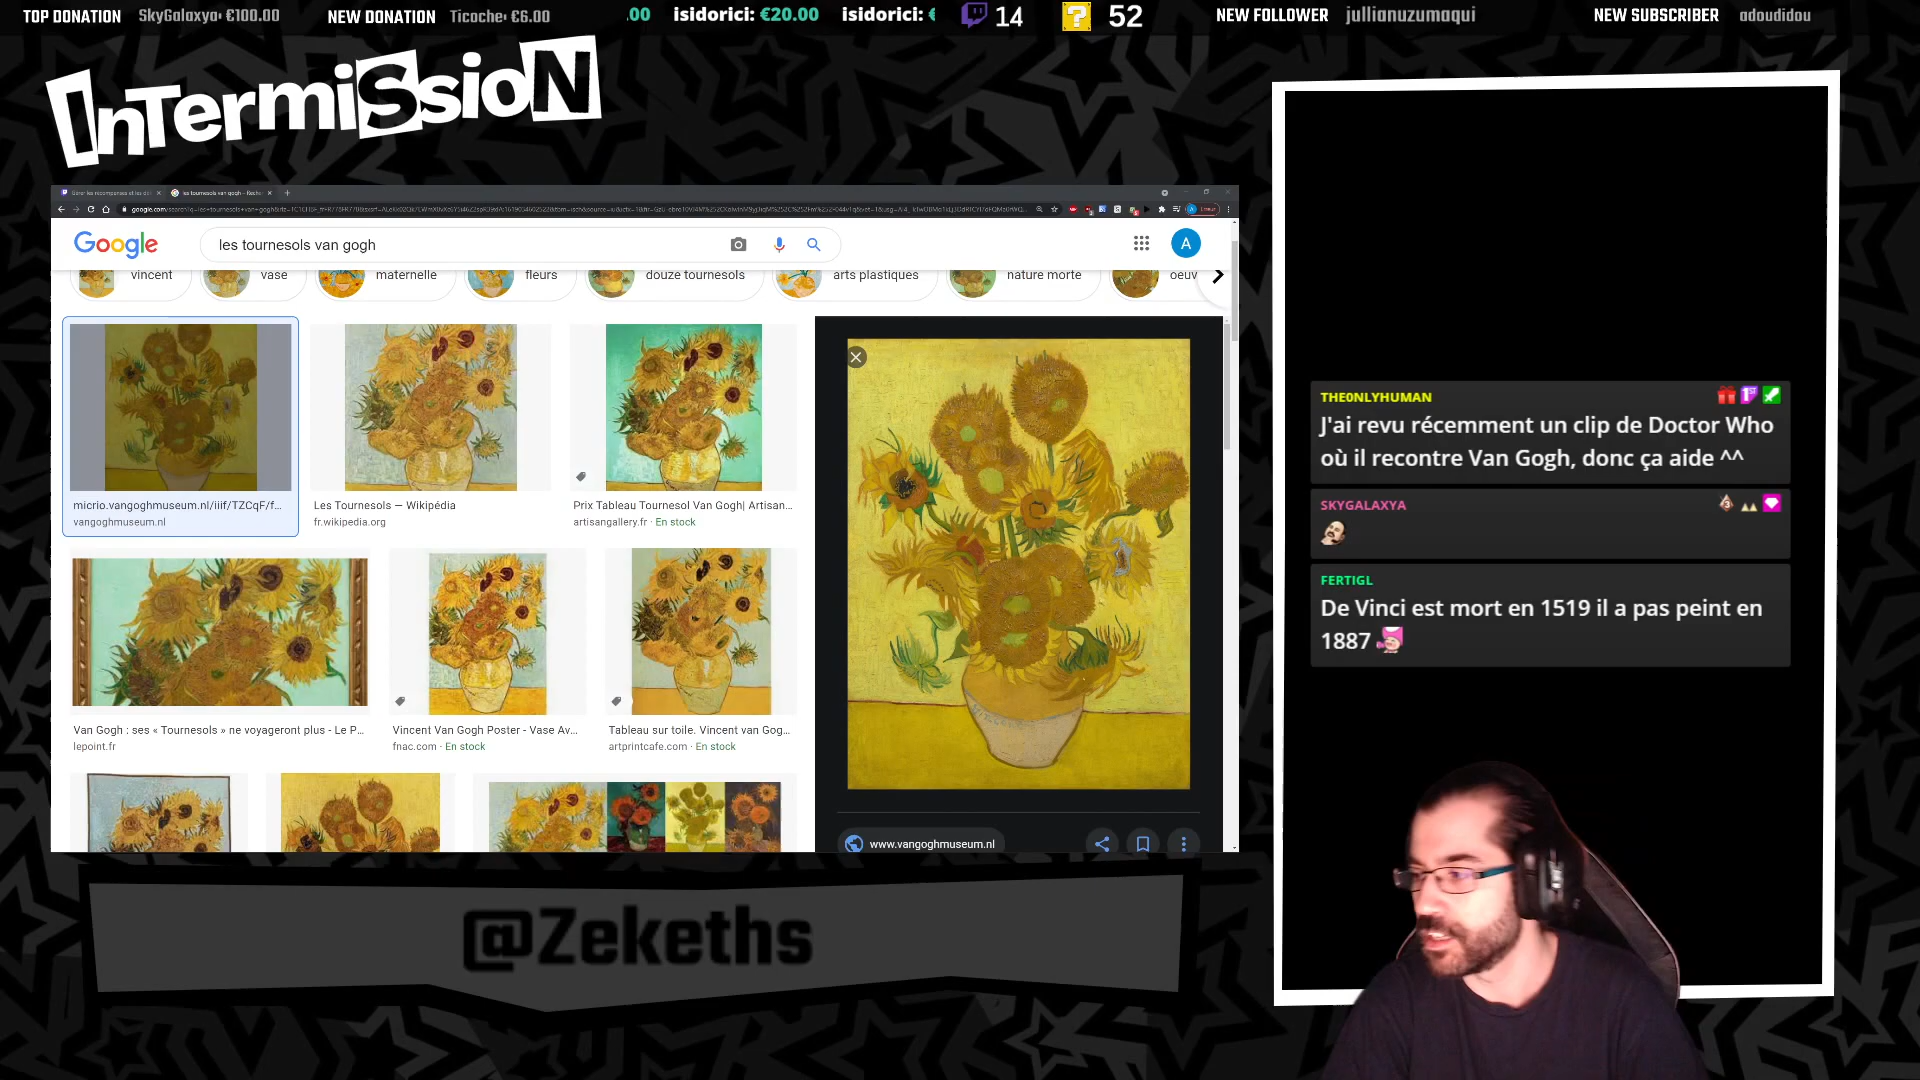 TOP DONATION SkyGalaxya: €100.00 NEW DONATION Ticoche: €6.00 .00 isidorici: €20.00 isidorici: € 14 52 NEW FOLLOWER jullianuzumaqui NEW SUBSCRIBER adoudidou
InTermiSsioN
les tournesols van gogh - Reche
Google
les tournesols van gogh
A
vincent vase maternelle fleurs douze tournesols arts plastiques nature morte oeuv
micrio.vangoghmuseum.nl/iiif/TZCqF/f...
vangoghmuseum.nl
Les Tournesols — Wikipédia
fr.wikipedia.org
Prix Tableau Tournesol Van Gogh| Artisan...
artisangallery.fr · En stock
Van Gogh : ses « Tournesols » ne voyageront plus - Le P...
lepoint.fr
Vincent Van Gogh Poster - Vase Av...
fnac.com · En stock
Tableau sur toile. Vincent van Gog...
artprintcafe.com · En stock
www.vangoghmuseum.nl
THE0NLYHUMAN
J'ai revu récemment un clip de Doctor Who
où il recontre Van Gogh, donc ça aide ^^
SKYGALAXYA
FERTIGL
De Vinci est mort en 1519 il a pas peint en
1887
@Zekeths